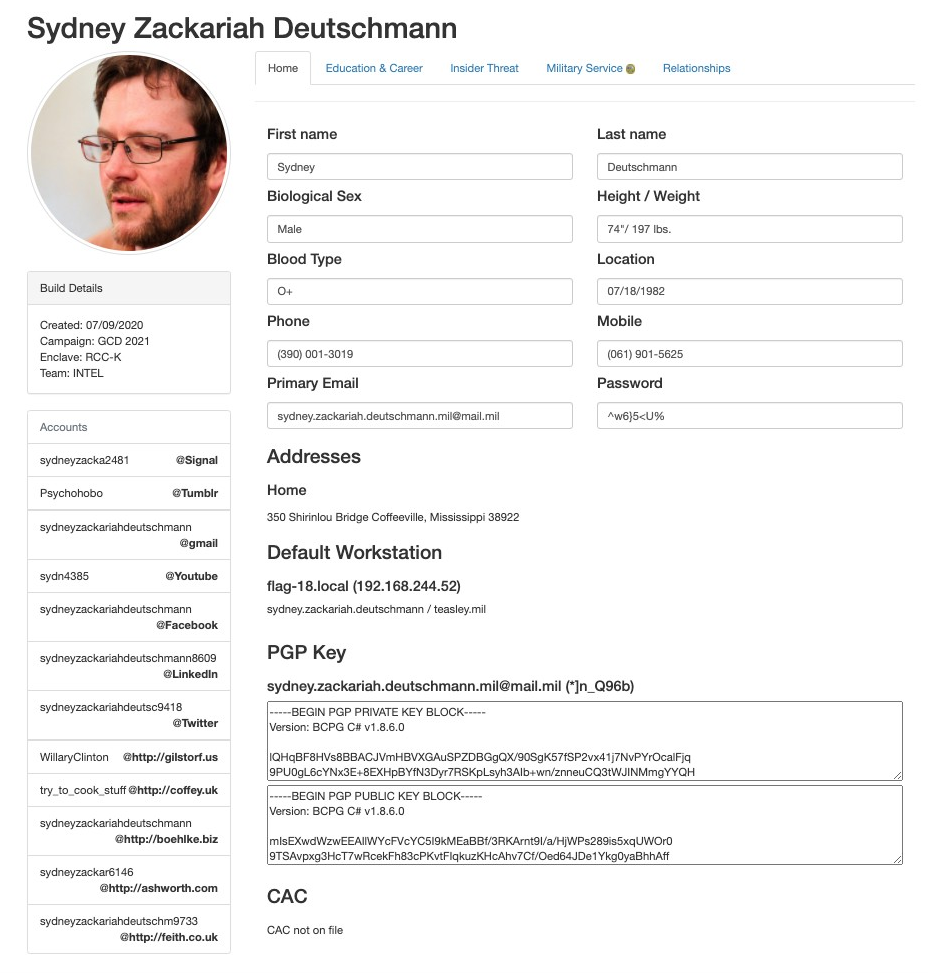 Sydney Zackariah Deutschmann
Home Education & Career Insider Threat Military Service Relationships
Build Details
Created: 07/09/2020
Campaign: GCD 2021
Enclave: RCC-K
Team: INTEL
Accounts
sydneyzacka2481 @Signal
Psychohobo @Tumblr
sydneyzackariahdeutschmann
@gmail
sydn4385 @Youtube
sydneyzackariahdeutschmann
@Facebook
sydneyzackariahdeutschmann8609
@LinkedIn
sydneyzackariahdeutsc9418
@Twitter
WillaryClinton @http://gilstorf.us
try_to_cook_stuff @http://coffey.uk
sydneyzackariahdeutschmann
@http://boehlke.biz
sydneyzackar6146
@http://ashworth.com
sydneyzackariahdeutschm9733
@http://feith.co.uk
First name Last name
Sydney Deutschmann
Biological Sex Height / Weight
Male 74"/ 197 lbs.
Blood Type Location
O+ 07/18/1982
Phone Mobile
(390) 001-3019 (061) 901-5625
Primary Email Password
sydney.zackariah.deutschmann.mil@mail.mil ^w6}5<U%
Addresses
Home
350 Shirinlou Bridge Coffeeville, Mississippi 38922
Default Workstation
flag-18.local (192.168.244.52)
sydney.zackariah.deutschmann / teasley.mil
PGP Key
sydney.zackariah.deutschmann.mil@mail.mil (*]n_Q96b)
-----BEGIN PGP PRIVATE KEY BLOCK-----
Version: BCPG C# v1.8.6.0
lQHqBF8HVs8BBACJVmHBVXGAuSPZDBGgQX/90SgK57fSP2vx41j7NvPYrOcalFjq
9PU0gL6cYNx3E+8EXHpBYfN3Dyr7RSKpLsyh3AIb+wn/znneuCQ3tWJINMmgYYQH
-----BEGIN PGP PUBLIC KEY BLOCK-----
Version: BCPG C# v1.8.6.0
mIsEXwdWzwEEAIlWYcFVcYC5I9kMEaBBf/3RKArnt9I/a/HjWPs289is5xqUWOr0
9TSAvpxg3HcT7wRcekFh83cPKvtFIqkuzKHcAhv7Cf/Oed64JDe1Ykg0yaBhhAff
CAC
CAC not on file